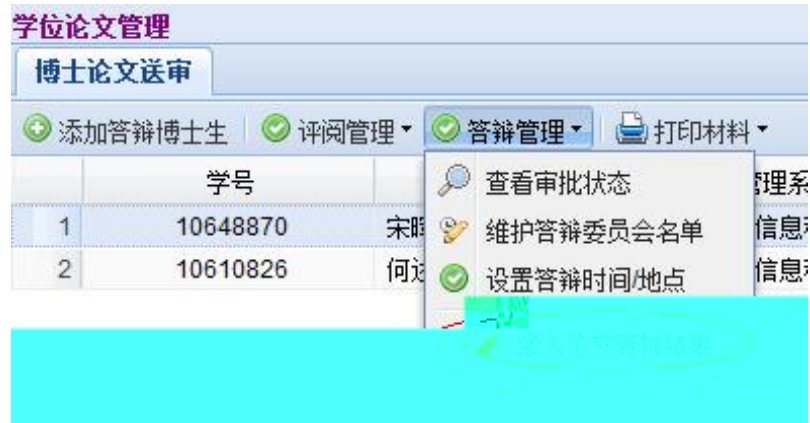 学位论文管理
博士论文送审
添加答辩博士生 评阅管理 答辩管理 打印材料
学号
1 10648870 宋
2 10610826 何
查看审批状态
维护答辩委员会名单
设置答辩时间/地点
理系
信息
信息